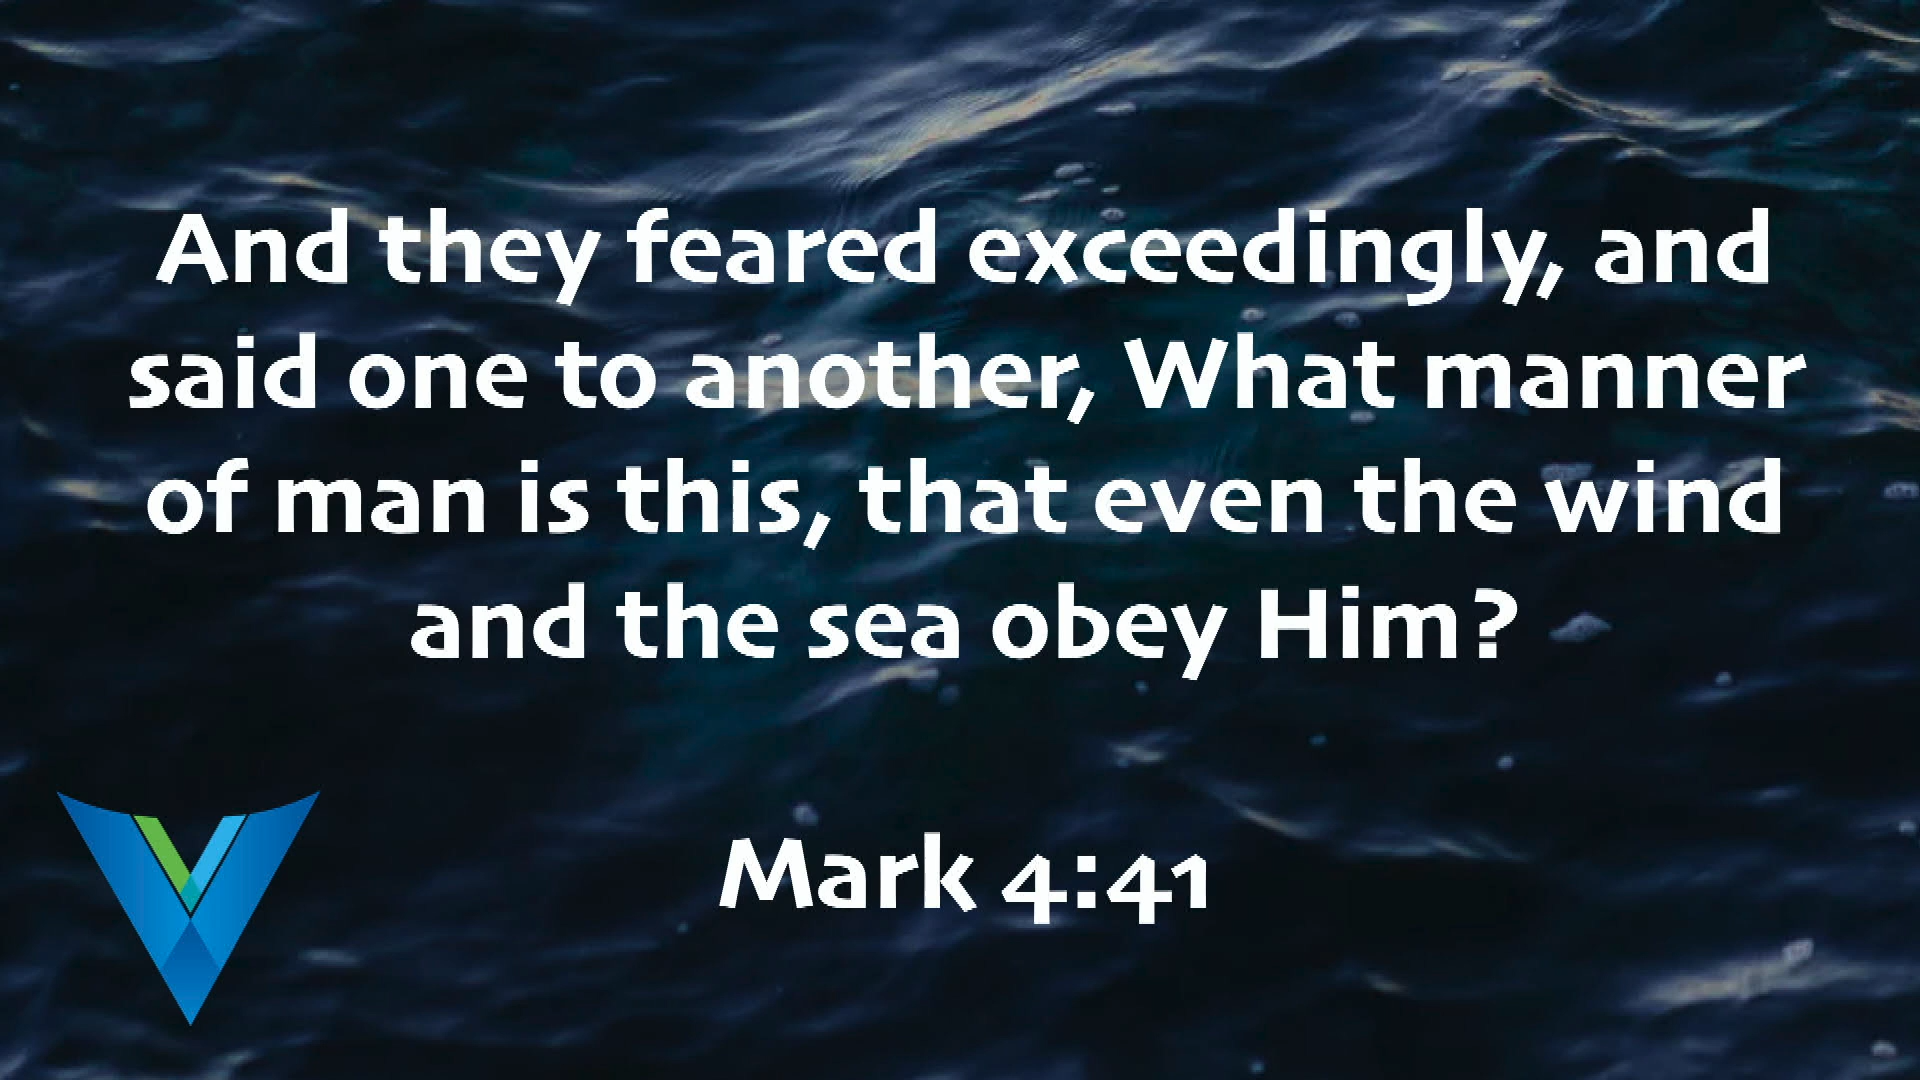 And they feared exceedingly, and
said one to another, What manner
of man is this, that even the wind
and the sea obey Him?
Mark 4:41